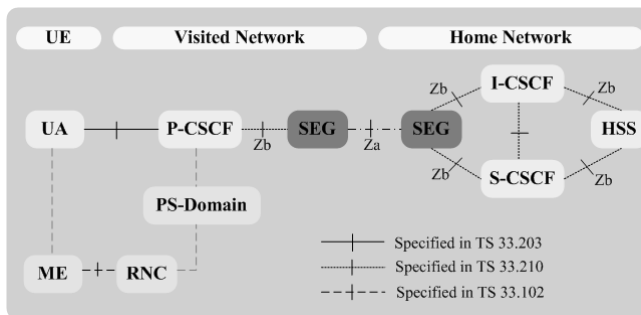 UE
Visited Network
Home Network
Zb
I-CSCF
Zb
UA
P-CSCF
Zb
SEG
Za
SEG
HSS
Zb
S-CSCF
Zb
PS-Domain
ME
RNC
Specified in TS 33.203
Specified in TS 33.210
Specified in TS 33.102